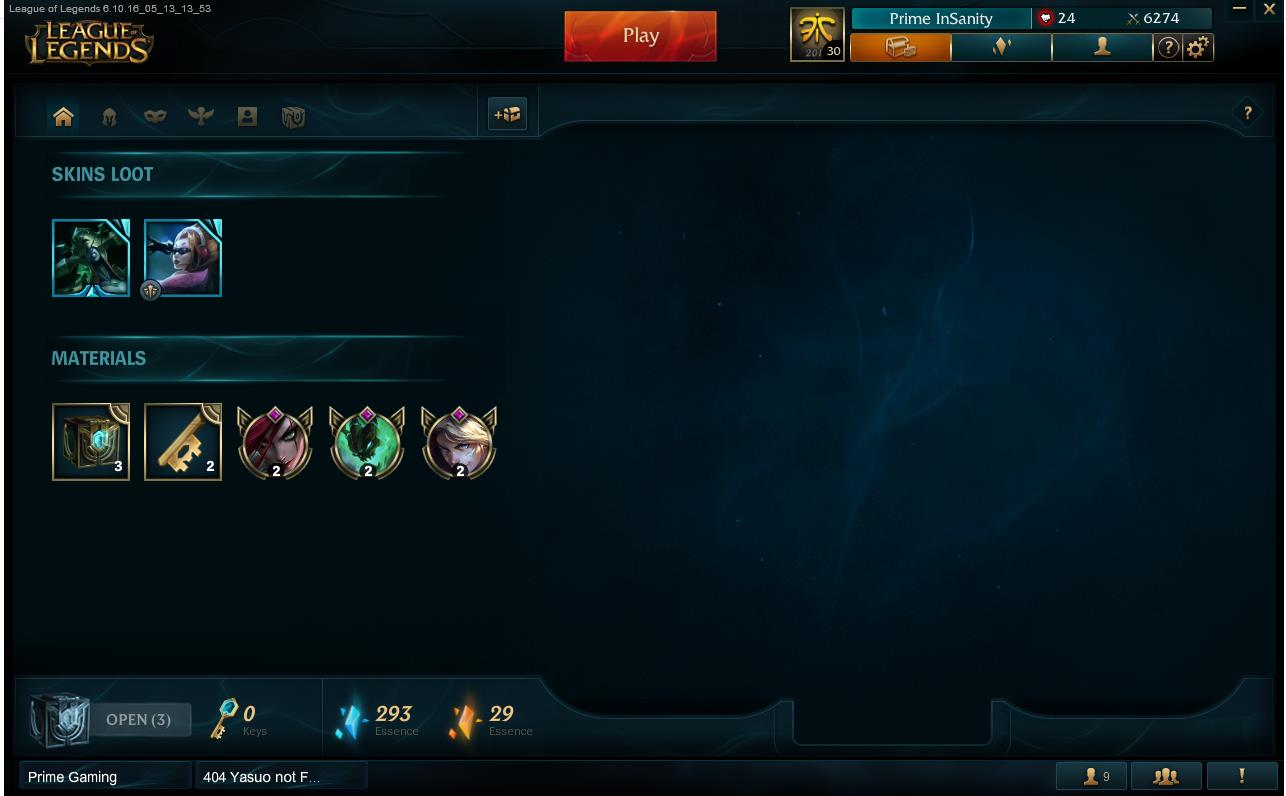 League of Legends 6.10.16_05_13_13_53
LEAGUE OF LEGENDS
Play
30
Prime InSanity
24
6274
?
?
SKINS LOOT
MATERIALS
3
2
2
2
2
OPEN (3)
0
Keys
293
Essence
29
Essence
Prime Gaming
404 Yasuo not F...
9
!